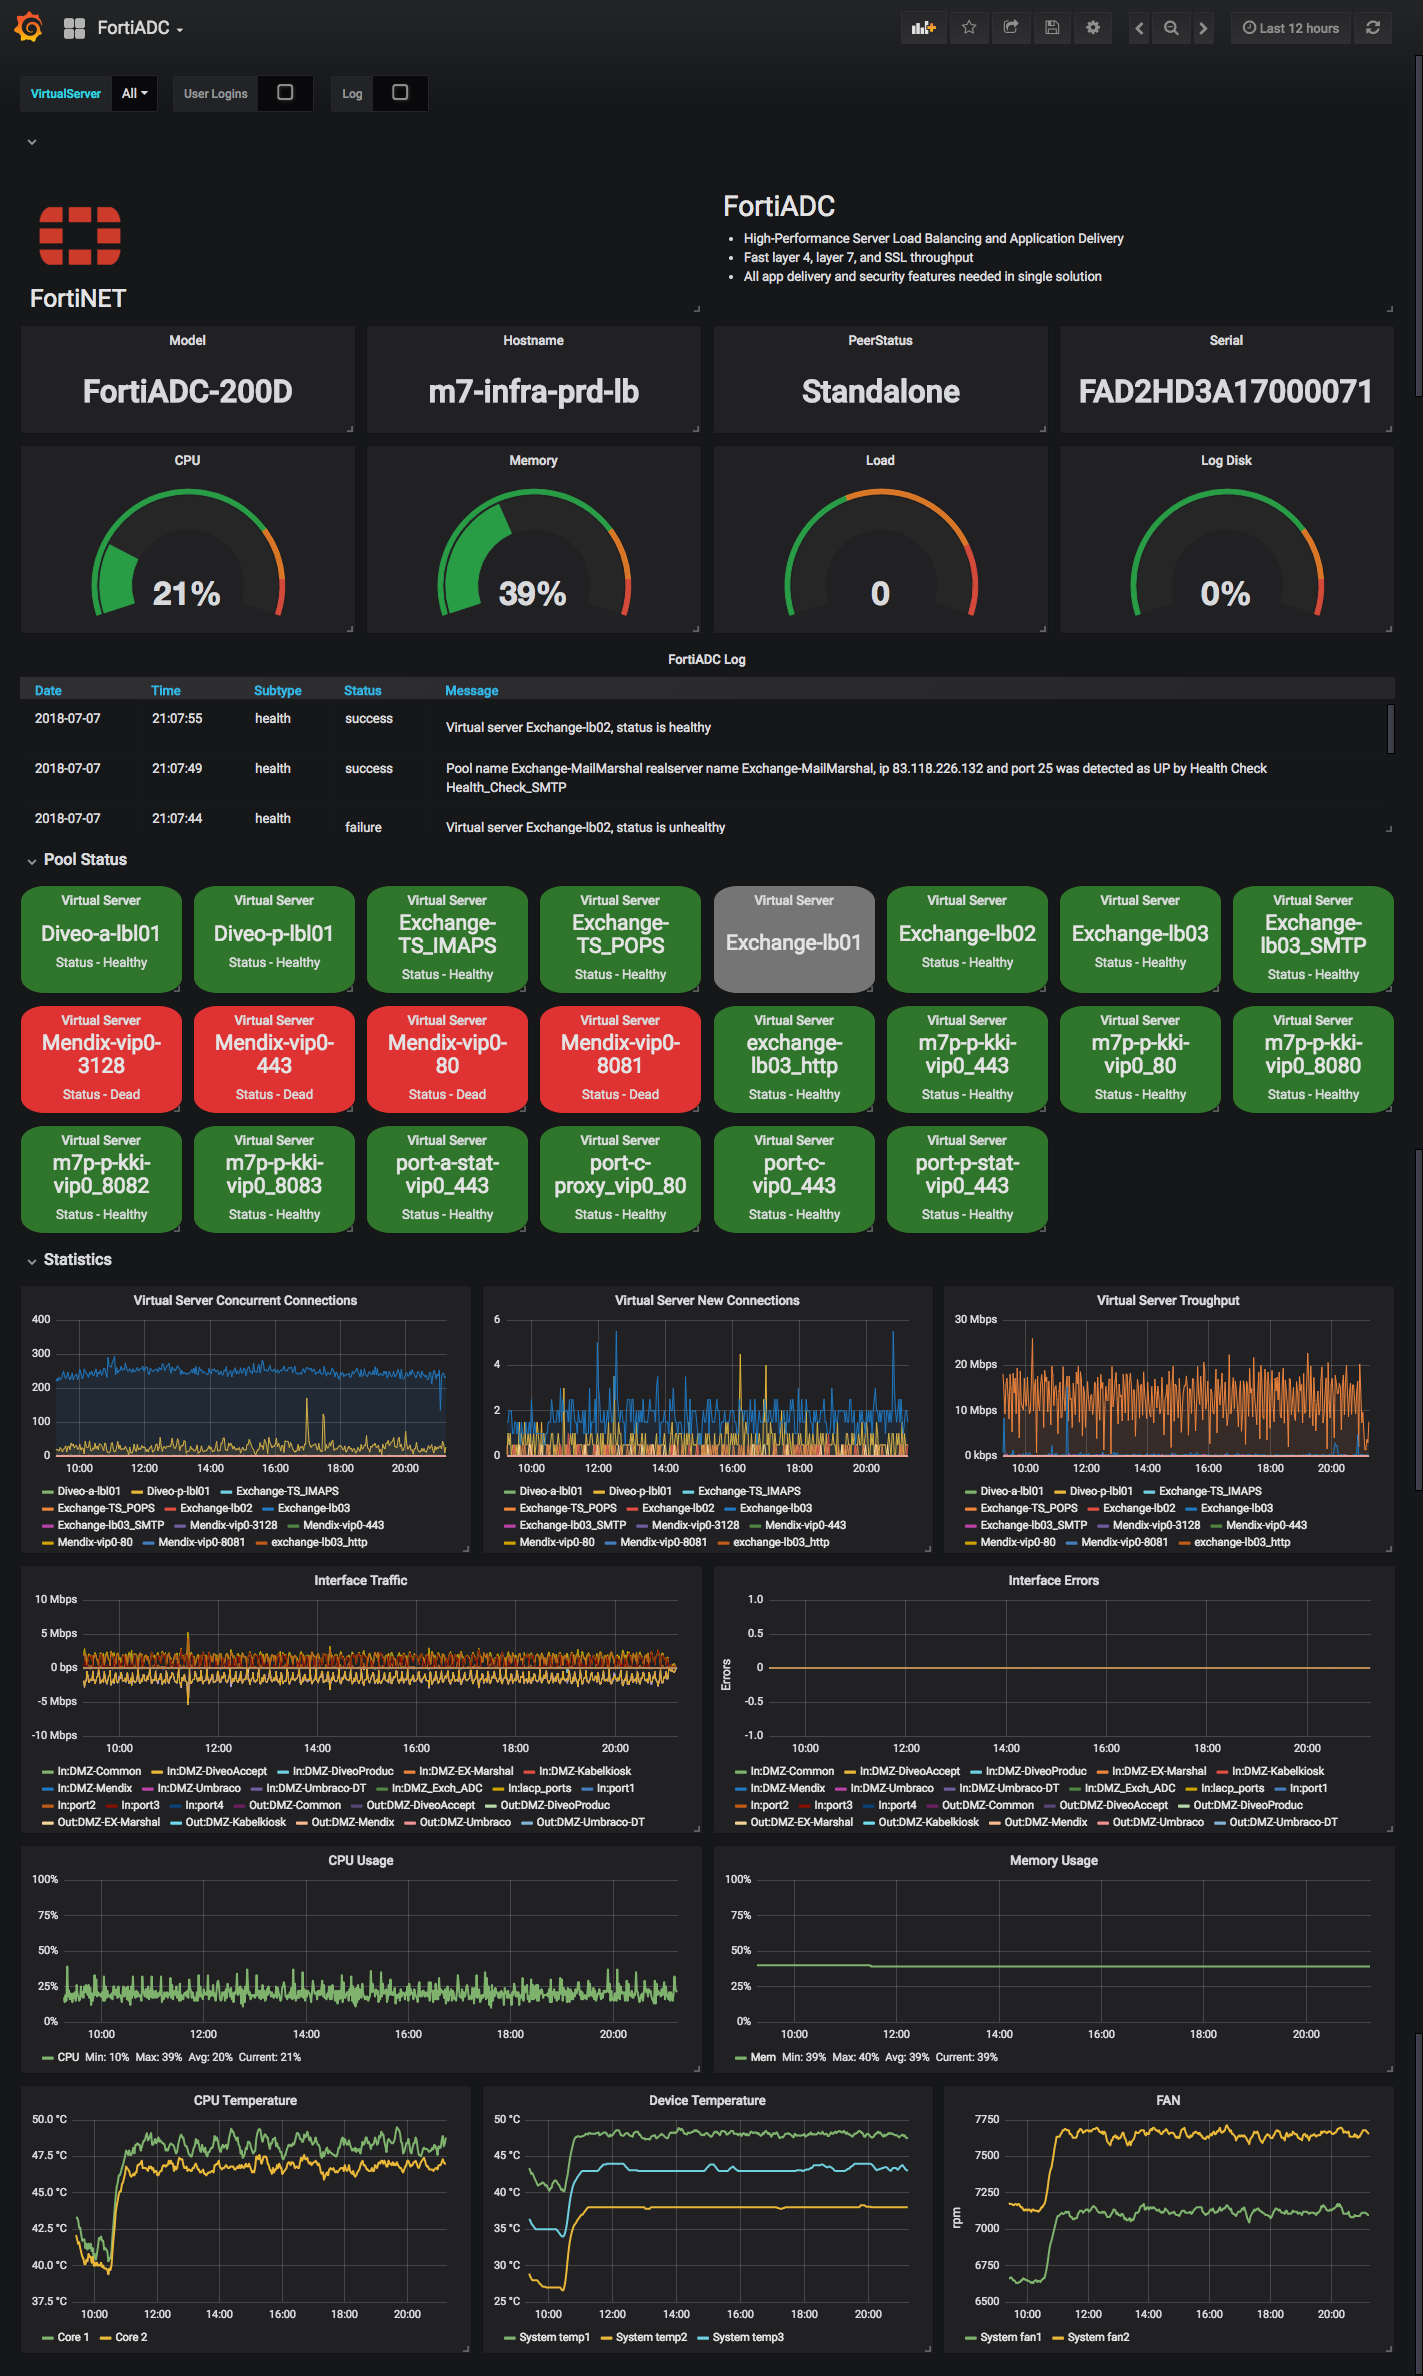 FortiADC
Last 12 hours
VirtualServer All User Logins Log
FortiNET
FortiADC
• High-Performance Server Load Balancing and Application Delivery
• Fast layer 4, layer 7, and SSL throughput
• All app delivery and security features needed in single solution
Model Hostname PeerStatus Serial
FortiADC-200D m7-infra-prd-lb Standalone FAD2HD3A17000071
CPU Memory Load Log Disk
21% 39% 0 0%
FortiADC Log
Date Time Subtype Status Message
2018-07-07 21:07:55 health success Virtual server Exchange-lb02, status is healthy
2018-07-07 21:07:49 health success Pool name Exchange-MailMarshal realserver name Exchange-MailMarshal, ip 83.118.226.132 and port 25 was detected as UP by Health Check
Health_Check_SMTP
2018-07-07 21:07:44 health failure Virtual server Exchange-lb02, status is unhealthy
Pool Status
Virtual Server
Diveo-a-lbl01
Status - Healthy
Virtual Server
Diveo-p-lbl01
Status - Healthy
Virtual Server
Exchange-
TS_IMAPS
Status - Healthy
Virtual Server
Exchange-
TS_POPS
Status - Healthy
Virtual Server
Exchange-lb01
Virtual Server
Exchange-lb02
Status - Healthy
Virtual Server
Exchange-lb03
Status - Healthy
Virtual Server
Exchange-
lb03_SMTP
Status - Healthy
Virtual Server
Mendix-vip0-
3128
Status - Dead
Virtual Server
Mendix-vip0-
443
Status - Dead
Virtual Server
Mendix-vip0-
80
Status - Dead
Virtual Server
Mendix-vip0-
8081
Status - Dead
Virtual Server
exchange-
lb03_http
Status - Healthy
Virtual Server
m7p-p-kki-
vip0_443
Status - Healthy
Virtual Server
m7p-p-kki-
vip0_80
Status - Healthy
Virtual Server
m7p-p-kki-
vip0_8080
Status - Healthy
Virtual Server
m7p-p-kki-
vip0_8082
Status - Healthy
Virtual Server
m7p-p-kki-
vip0_8083
Status - Healthy
Virtual Server
port-a-stat-
vip0_443
Status - Healthy
Virtual Server
port-c-
proxy_vip0_80
Status - Healthy
Virtual Server
port-c-
vip0_443
Status - Healthy
Virtual Server
port-p-stat-
vip0_443
Status - Healthy
Statistics
Virtual Server Concurrent Connections
400
300
200
100
0
10:00 12:00 14:00 16:00 18:00 20:00
Diveo-a-lbl01 Diveo-p-lbl01 Exchange-TS_IMAPS
Exchange-TS_POPS Exchange-lb02 Exchange-lb03
Exchange-lb03_SMTP Mendix-vip0-3128 Mendix-vip0-443
Mendix-vip0-80 Mendix-vip0-8081 exchange-lb03_http
Virtual Server New Connections
6
4
2
0
10:00 12:00 14:00 16:00 18:00 20:00
Diveo-a-lbl01 Diveo-p-lbl01 Exchange-TS_IMAPS
Exchange-TS_POPS Exchange-lb02 Exchange-lb03
Exchange-lb03_SMTP Mendix-vip0-3128 Mendix-vip0-443
Mendix-vip0-80 Mendix-vip0-8081 exchange-lb03_http
Virtual Server Troughput
30 Mbps
20 Mbps
10 Mbps
0 kbps
10:00 12:00 14:00 16:00 18:00 20:00
Diveo-a-lbl01 Diveo-p-lbl01 Exchange-TS_IMAPS
Exchange-TS_POPS Exchange-lb02 Exchange-lb03
Exchange-lb03_SMTP Mendix-vip0-3128 Mendix-vip0-443
Mendix-vip0-80 Mendix-vip0-8081 exchange-lb03_http
Interface Traffic
10 Mbps
5 Mbps
0 bps
-5 Mbps
-10 Mbps
10:00 12:00 14:00 16:00 18:00 20:00
In:DMZ-Common In:DMZ-DiveoAccept In:DMZ-DiveoProduc In:DMZ-EX-Marshal In:DMZ-Kabelkiosk
In:DMZ-Mendix In:DMZ-Umbraco In:DMZ-Umbraco-DT In:DMZ_Exch_ADC In:lacp_ports In:port1
In:port2 In:port3 In:port4 Out:DMZ-Common Out:DMZ-DiveoAccept Out:DMZ-DiveoProduc
Out:DMZ-EX-Marshal Out:DMZ-Kabelkiosk Out:DMZ-Mendix Out:DMZ-Umbraco Out:DMZ-Umbraco-DT
Interface Errors
Errors
1.0
0.5
0
-0.5
-1.0
10:00 12:00 14:00 16:00 18:00 20:00
In:DMZ-Common In:DMZ-DiveoAccept In:DMZ-DiveoProduc In:DMZ-EX-Marshal In:DMZ-Kabelkiosk
In:DMZ-Mendix In:DMZ-Umbraco In:DMZ-Umbraco-DT In:DMZ_Exch_ADC In:lacp_ports In:port1
In:port2 In:port3 In:port4 Out:DMZ-Common Out:DMZ-DiveoAccept Out:DMZ-DiveoProduc
Out:DMZ-EX-Marshal Out:DMZ-Kabelkiosk Out:DMZ-Mendix Out:DMZ-Umbraco Out:DMZ-Umbraco-DT
CPU Usage
100%
75%
50%
25%
0%
10:00 12:00 14:00 16:00 18:00 20:00
CPU Min: 10% Max: 39% Avg: 20% Current: 21%
Memory Usage
100%
75%
50%
25%
0%
10:00 12:00 14:00 16:00 18:00 20:00
Mem Min: 39% Max: 40% Avg: 39% Current: 39%
CPU Temperature
50.0 °C
47.5 °C
45.0 °C
42.5 °C
40.0 °C
37.5 °C
10:00 12:00 14:00 16:00 18:00 20:00
Core 1 Core 2
Device Temperature
50 °C
45 °C
40 °C
35 °C
30 °C
25 °C
10:00 12:00 14:00 16:00 18:00 20:00
System temp1 System temp2 System temp3
FAN
rpm
7750
7500
7250
7000
6750
6500
10:00 12:00 14:00 16:00 18:00 20:00
System fan1 System fan2